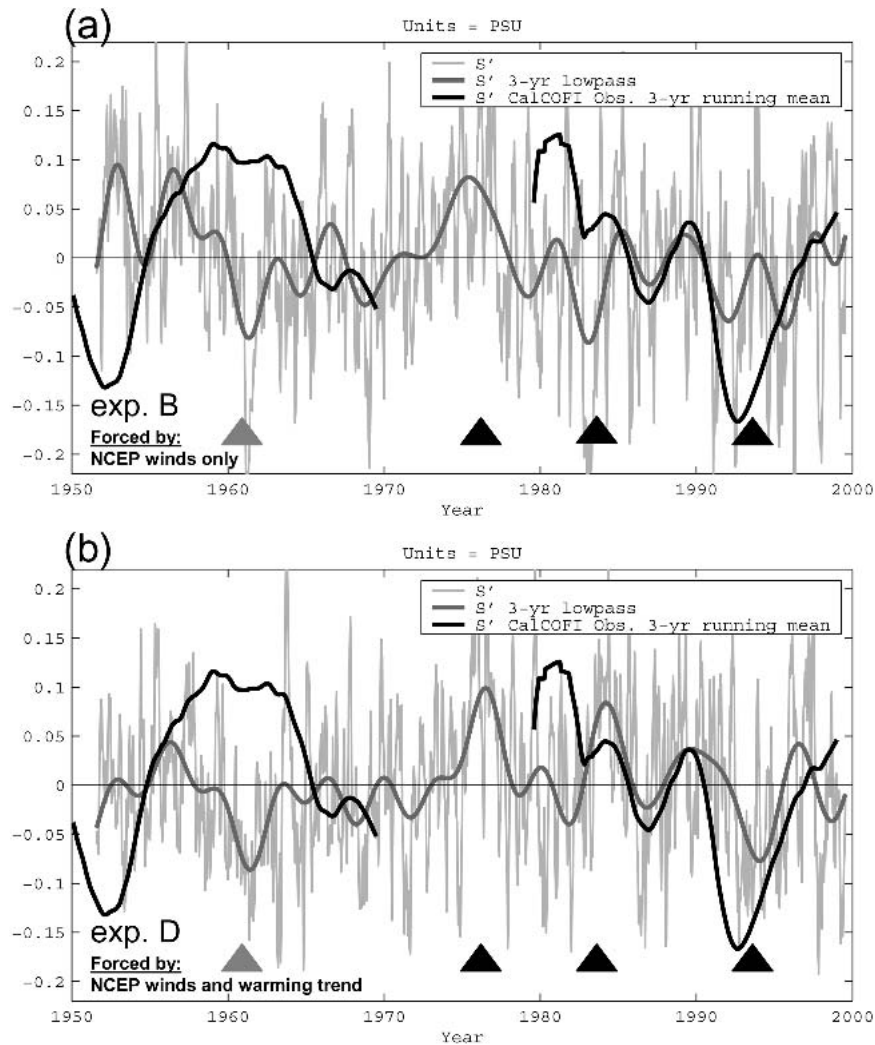 (a)
Units = PSU
S'
S' 3-yr lowpass
S' CalCOFI Obs. 3-yr running mean
0.2
0.15
0.1
0.05
0
-0.05
-0.1
-0.15
-0.2
exp. B
Forced by:
NCEP winds only
1950 1960 1970 1980 1990 2000
Year
(b)
Units = PSU
S'
S' 3-yr lowpass
S' CalCOFI Obs. 3-yr running mean
0.2
0.15
0.1
0.05
0
-0.05
-0.1
-0.15
-0.2
exp. D
Forced by:
NCEP winds and warming trend
1950 1960 1970 1980 1990 2000
Year